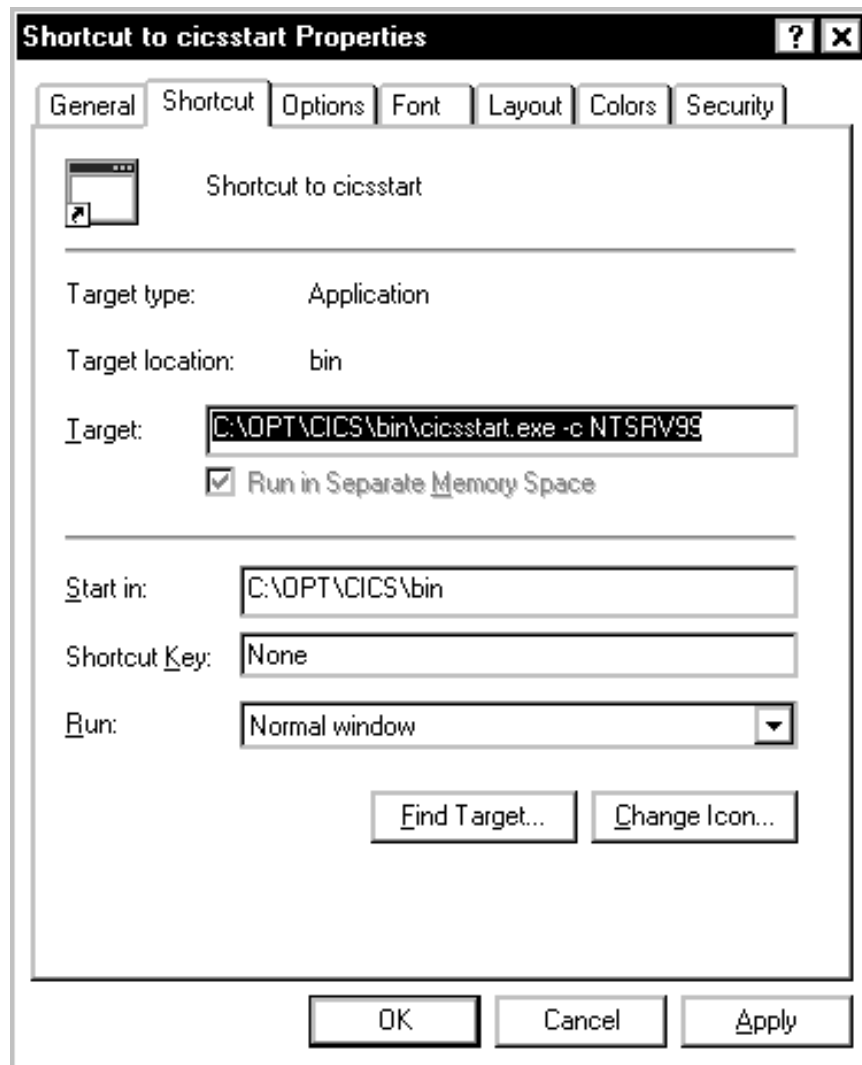 Shortcut to cicsstart Properties
General Shortcut Options Font Layout Colors Security
Shortcut to cicsstart
Target type: Application
Target location: bin
Target: C:\OPT\CICS\bin\cicsstart.exe -c NTSRV99
Run in Separate Memory Space
Start in: C:\OPT\CICS\bin
Shortcut Key: None
Run: Normal window
Find Target... Change Icon...
OK Cancel Apply